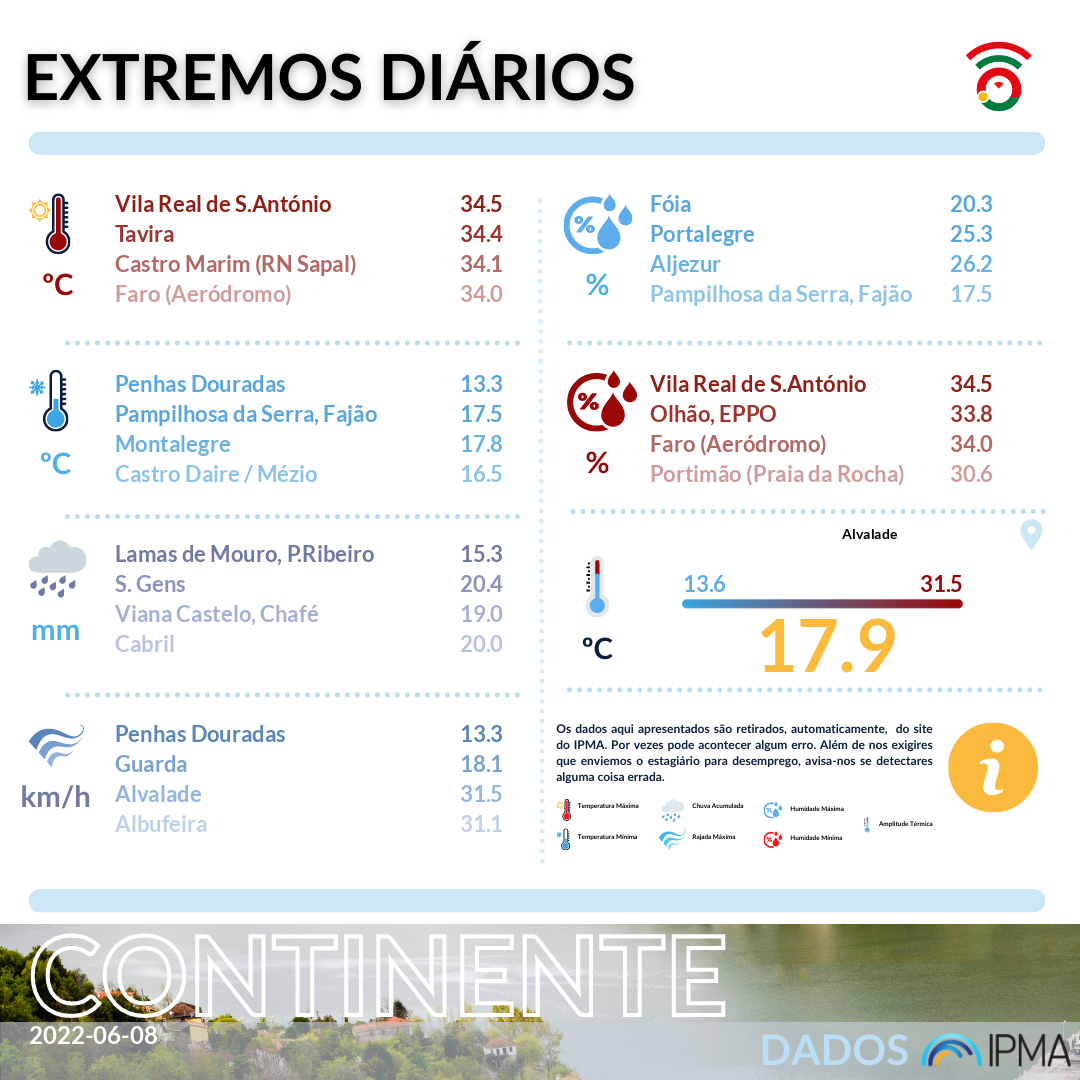 EXTREMOS DIÁRIOS
Vila Real de S.António 34.5
Tavira 34.4
Castro Marim (RN Sapal) 34.1
Faro (Aeródromo) 34.0
ºC
Penhas Douradas 13.3
Pampilhosa da Serra, Fajão 17.5
Montalegre 17.8
Castro Daire / Mézio 16.5
ºC
Lamas de Mouro, P.Ribeiro 15.3
S. Gens 20.4
Viana Castelo, Chafé 19.0
Cabril 20.0
mm
Penhas Douradas 13.3
Guarda 18.1
Alvalade 31.5
Albufeira 31.1
km/h
%
Fóia 20.3
Portalegre 25.3
Aljezur 26.2
Pampilhosa da Serra, Fajão 17.5
%
%
Vila Real de S.António 34.5
Olhão, EPPO 33.8
Faro (Aeródromo) 34.0
Portimão (Praia da Rocha) 30.6
%
Alvalade
13.6 31.5
17.9
ºC
Os dados aqui apresentados são retirados, automaticamente, do site
do IPMA. Por vezes pode acontecer algum erro. Além de nos exigires
que enviemos o estagiário para desemprego, avisa-nos se detectares
alguma coisa errada.
i
Temperatura Máxima Chuva Acumulada Humidade Máxima
Amplitude Térmica
Temperatura Mínima Rajada Máxima Humidade Mínima
CONTINENTE
2022-06-08
DADOS IPMA